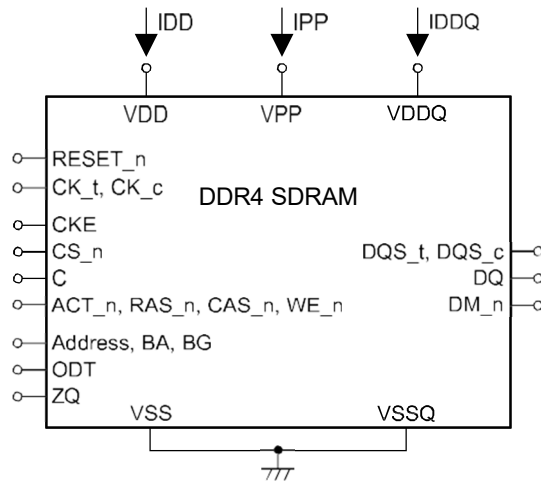 IDD IPP IDDQ
VDD VPP VDDQ
RESET_n
CK_t, CK_c
DDR4 SDRAM
CKE
CS_n DQS_t, DQS_c
C DQ
ACT_n, RAS_n, CAS_n, WE_n DM_n
Address, BA, BG
ODT
ZQ
VSS VSSQ